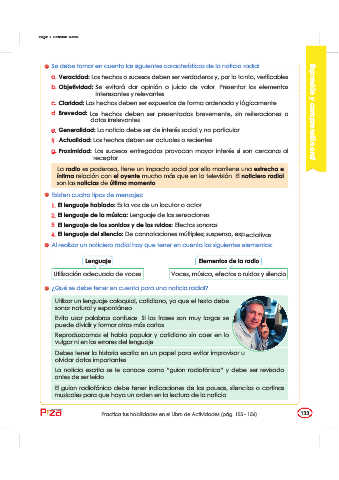 Se debe tomar en cuenta las siguientes características de la noticia radial:
a. Veracidad: Los hechos o sucesos deben ser verdaderos y, por lo tanto, verificables
b. Objetividad: Se evitará dar opinión o juicio de valor. Presentar los elementos
interesantes y relevantes
c. Claridad: Los hechos deben ser expuestos de forma ordenada y lógicamente
d. Brevedad: Los hechos deben ser presentados brevemente, sin reiteraciones o
datos irrelevantes
e. Generalidad: La noticia debe ser de interés social y no particular
f. Actualidad: Los hechos deben ser actuales o recientes
g. Proximidad: Los sucesos entregados provocan mayor interés si son cercanos al
receptor
La radio es poderosa, tiene un impacto social por ello mantiene una estrecha e
íntima relación con el oyente mucho más que en la televisión. El noticiero radial
son las noticias de último momento
Existen cuatro tipos de mensajes:
1. El lenguaje hablado: Es la voz de un locutor o actor
2. El lenguaje de la música: Lenguaje de las sensaciones
3. El lenguaje de los sonidos y de los ruidos: Efectos sonoros
4. El lenguaje del silencio: De connotaciones múltiples; suspenso, expectativas
Al realizar un noticiero radial hay que tener en cuenta los siguientes elementos:
Lenguaje
Elementos de la radio
Utilización adecuada de voces
Voces, música, efectos o ruidos y silencio
¿Qué se debe tener en cuenta para una noticia radial?
Utilizar un lenguaje coloquial, cotidiano, ya que el texto debe
sonar natural y espontáneo
Evita usar palabras confusas. Si las frases son muy largas se
puede dividir y formar otras más cortas
Reproduzcamos el habla popular y cotidiano sin caer en lo
vulgar ni en los errores del lenguaje
Debes tener la historia escrita en un papel para evitar improvisar u
olvidar datos importantes
La noticia escrita se le conoce como "guion radiofónico" y debe ser revisada
antes de ser leída
El guion radiofónico debe tener indicaciones de las pausas, silencios o cortinas
musicales para que haya un orden en la lectura de la noticia
Practica tus habilidades en el Libro de Actividades (pág. 153 - 154)
133